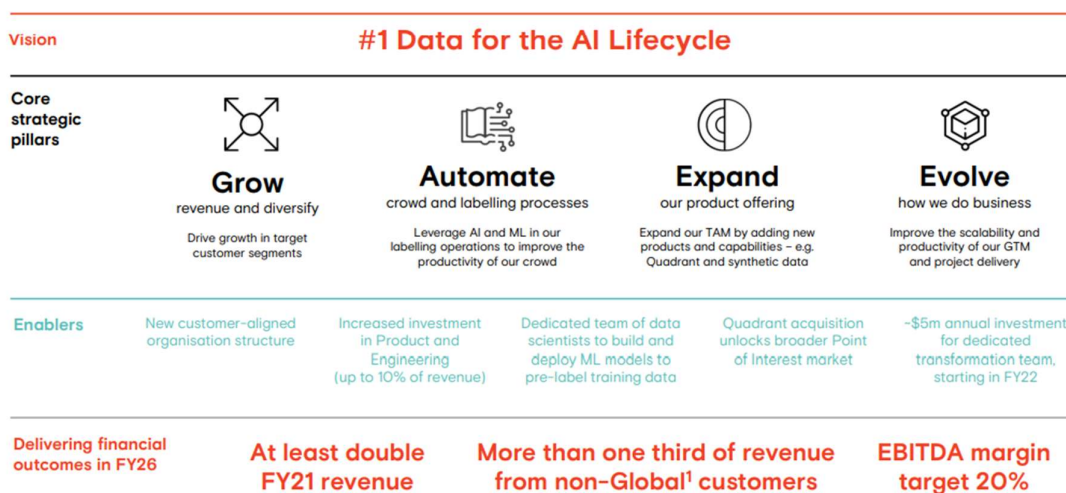 Vision
#1 Data for the AI Lifecycle
Core
strategic
pillars
Grow
revenue and diversify
Drive growth in target
customer segments
Automate
crowd and labelling processes
Leverage AI and ML in our
labelling operations to improve the
productivity of our crowd
Expand
our product offering
Expand our TAM by adding new
products and capabilities – e.g.
Quadrant and synthetic data
Evolve
how we do business
Improve the scalability and
productivity of our GTM
and project delivery
Enablers
New customer-aligned
organisation structure
Increased investment
in Product and
Engineering
(up to 10% of revenue)
Dedicated team of data
scientists to build and
deploy ML models to
pre-label training data
Quadrant acquisition
unlocks broader Point
of Interest market
~$5m annual investment
for dedicated
transformation team,
starting in FY22
Delivering financial
outcomes in FY26
At least double
FY21 revenue
More than one third of revenue
from non-Global¹ customers
EBITDA margin
target 20%